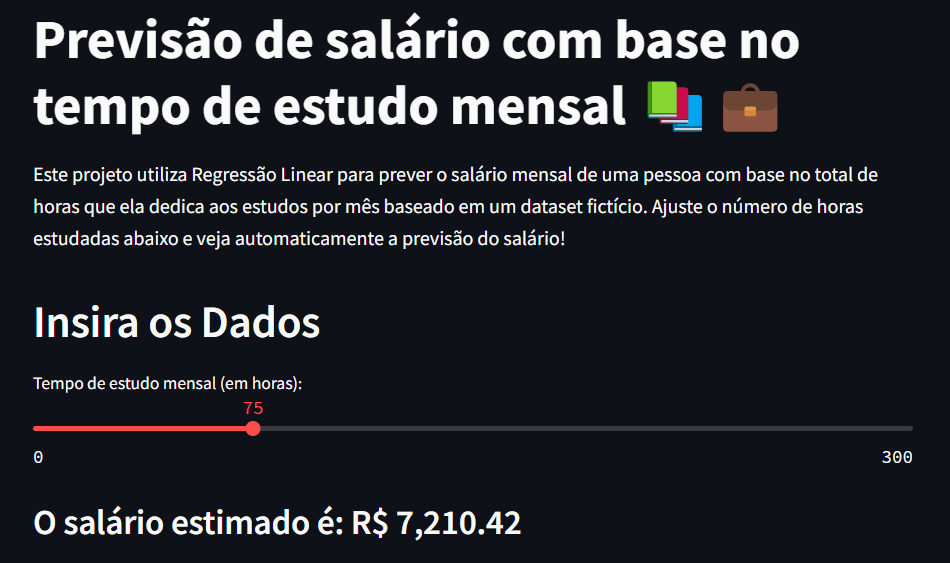 Previsão de salário com base no
tempo de estudo mensal 📚 💼
Este projeto utiliza Regressão Linear para prever o salário mensal de uma pessoa com base no total de
horas que ela dedica aos estudos por mês baseado em um dataset fictício. Ajuste o número de horas
estudadas abaixo e veja automaticamente a previsão do salário!
Insira os Dados
Tempo de estudo mensal (em horas):
75
0 300
O salário estimado é: R$ 7,210.42